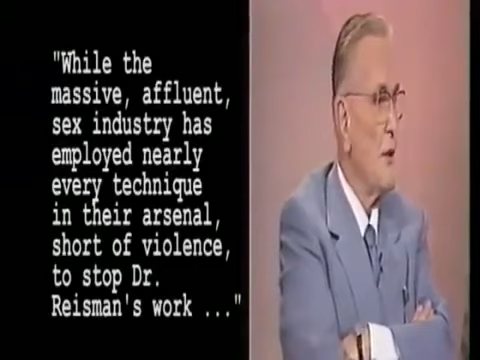 "While the
massive, affluent,
sex industry has
employed nearly
every technique
in their arsenal,
short of violence,
to stop Dr.
Reisman's work ..."